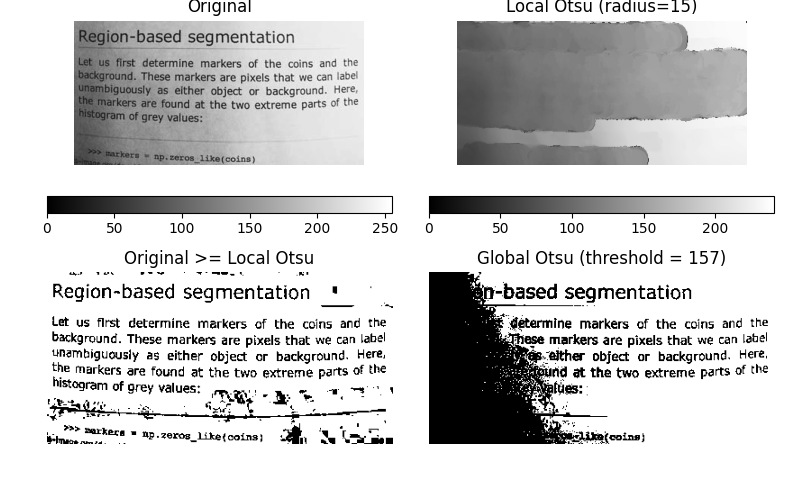 Original
Local Otsu (radius=15)
Region-based segmentation
Let us first determine markers of the coins and the
background. These markers are pixels that we can label
unambiguously as either object or background. Here,
the markers are found at the two extreme parts of the
histogram of grey values:
>>> markers = np.zeros_like(coins)
0 50 100 150 200 250
0 50 100 150 200
Original >= Local Otsu
Global Otsu (threshold = 157)
Region-based segmentation
Let us first determine markers of the coins and the
background. These markers are pixels that we can label
unambiguously as either object or background. Here,
the markers are found at the two extreme parts of the
histogram of grey values:
>>> markers = np.zeros_like(coins)
n-based segmentation
determine markers of the coins and the
These markers are pixels that we can label
as either object or background. Here,
found at the two extreme parts of the
values: